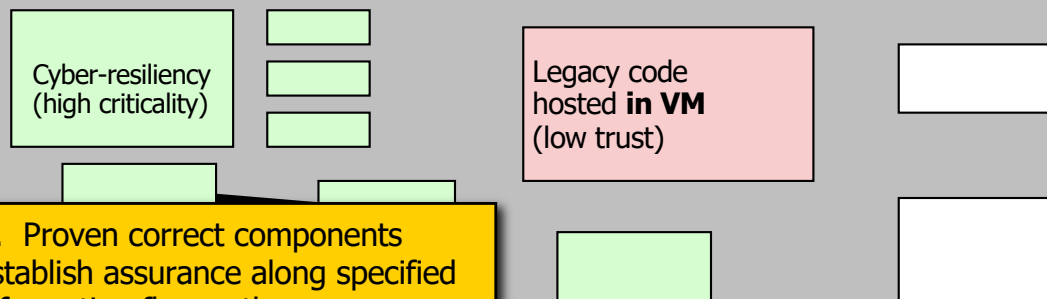 Cyber-resiliency
(high criticality)
Legacy code
hosted in VM
(low trust)
. Proven correct components
stablish assurance along specified